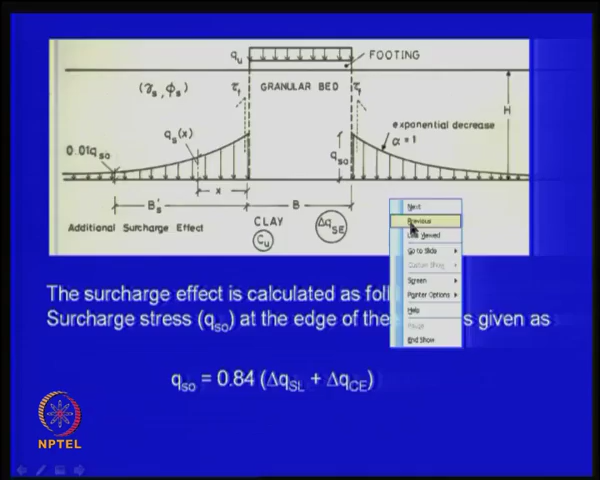 qu
FOOTING
(γs, φs)
τf
GRANULAR BED
τf
H
qs(x)
exponential decrease
α = 1
0.01qso
qso
x
B's
B
Additional Surcharge Effect
CLAY
Cu
ΔqSE
Next
Previous
Last Viewed
Go to Slide
Custom Show
Screen
Pointer Options
Help
Pause
End Show
The surcharge effect is calculated as foll
Surcharge stress (qso) at the edge of the s given as
qso = 0.84 (ΔqSL + ΔqCE)
NPTEL